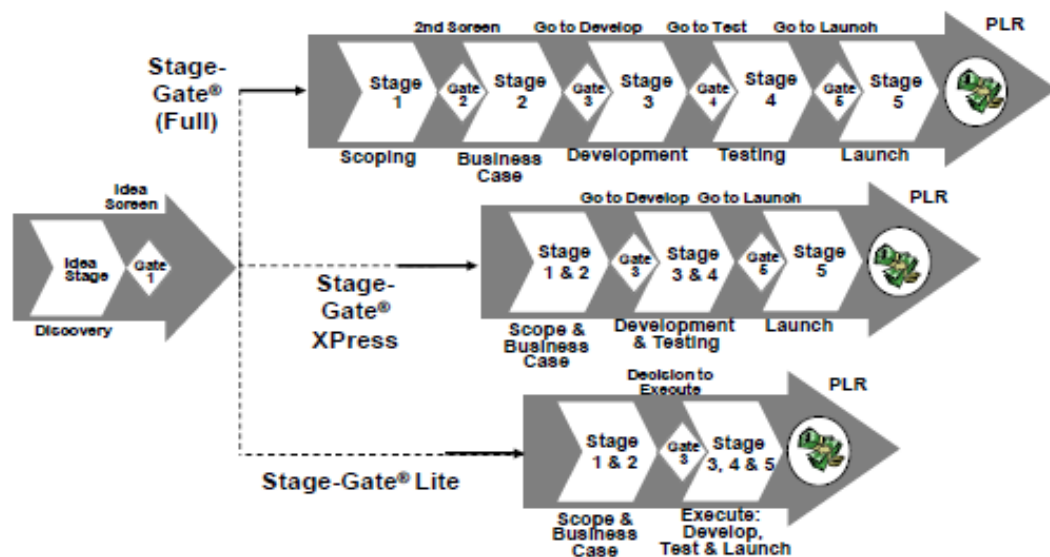 2nd Screen Go to Develop Go to Test Go to Launch PLR
Stage-
Gate®
(Full)
Stage
1
Gate
2
Stage
2
Gate
3
Stage
3
Gate
4
Stage
4
Gate
5
Stage
5
Scoping
Business
Case
Development
Testing
Launch
Idea
Screen
Idea
Stage
Gate
1
Discovery
Go to Develop Go to Launch PLR
Stage-
Gate®
XPress
Stage
1 & 2
Gate
3
Stage
3 & 4
Gate
5
Stage
5
Scope &
Business
Case
Development
& Testing
Launch
Decision to
Execute
PLR
Stage-Gate® Lite
Stage
1 & 2
Gate
3
Stage
3, 4 & 5
Scope &
Business
Case
Execute:
Develop,
Test & Launch